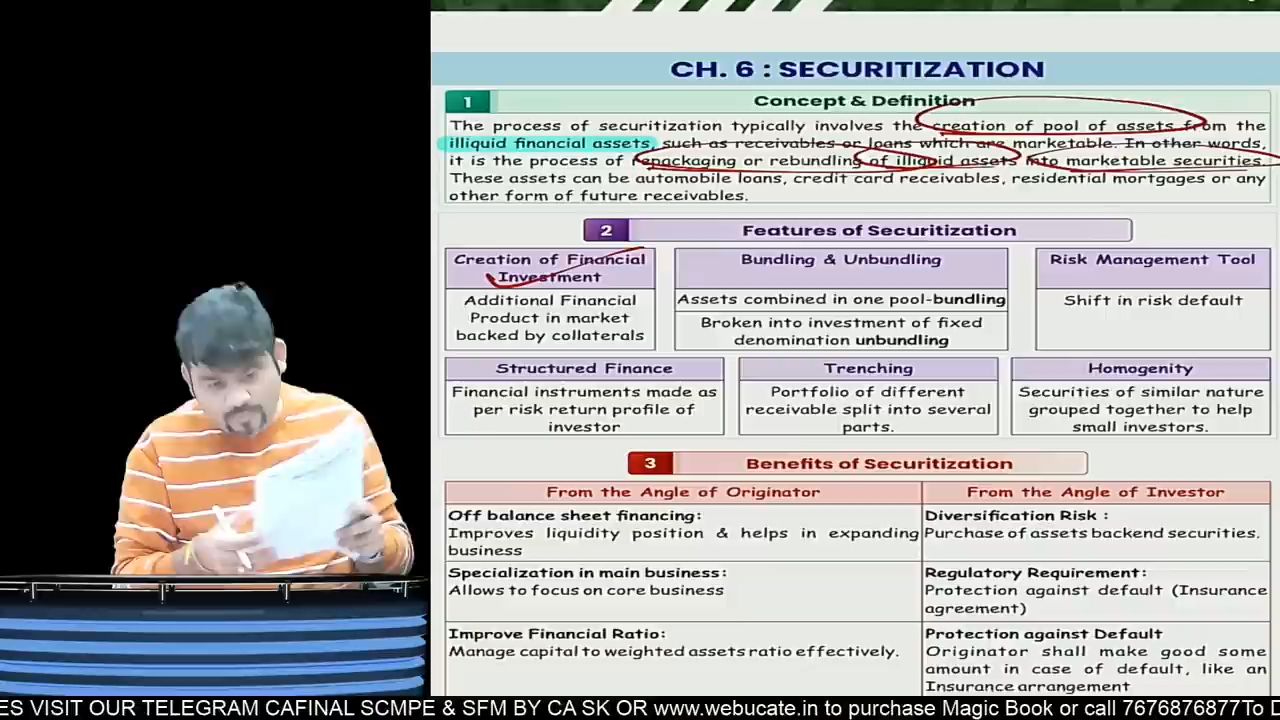 CH. 6 : SECURITIZATION
1 Concept & Definition
The process of securitization typically involves the creation of pool of assets from the
illiquid financial assets, such as receivables or loans which are marketable. In other words,
it is the process of repackaging or rebundling of illiquid assets into marketable securities.
These assets can be automobile loans, credit card receivables, residential mortgages or any
other form of future receivables.
2 Features of Securitization
Creation of Financial
Investment
Additional Financial
Product in market
backed by collaterals
Bundling & Unbundling
Assets combined in one pool-bundling
Broken into investment of fixed
denomination unbundling
Risk Management Tool
Shift in risk default
Structured Finance
Financial instruments made as
per risk return profile of
investor
Trenching
Portfolio of different
receivable split into several
parts.
Homogenity
Securities of similar nature
grouped together to help
small investors.
3 Benefits of Securitization
From the Angle of Originator
From the Angle of Investor
Off balance sheet financing:
Improves liquidity position & helps in expanding
business
Diversification Risk :
Purchase of assets backend securities.
Specialization in main business:
Allows to focus on core business
Regulatory Requirement:
Protection against default (Insurance
agreement)
Improve Financial Ratio:
Manage capital to weighted assets ratio effectively.
Protection against Default
Originator shall make good some
amount in case of default, like an
Insurance arrangement
ES VISIT OUR TELEGRAM CAFINAL SCMPE & SFM BY CA SK OR www.webucate.in to purchase Magic Book or call 7676876877To D